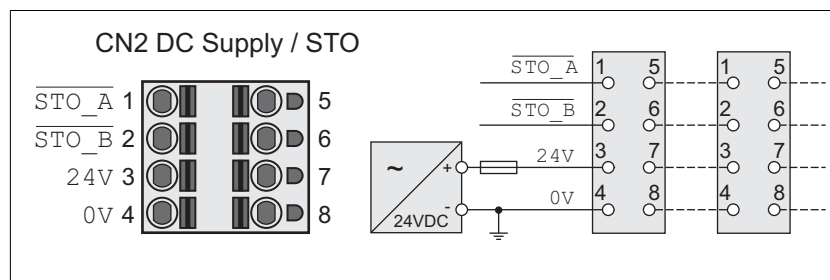 CN2 DC Supply / STO
STO_A 1 5
STO_B 2 6
24V 3 7
0V 4 8
STO_A 1 5 1 5
STO_B 2 6 2 6
~ + 24V 3 7 3 7
- 0V 4 8 4 8
24VDC